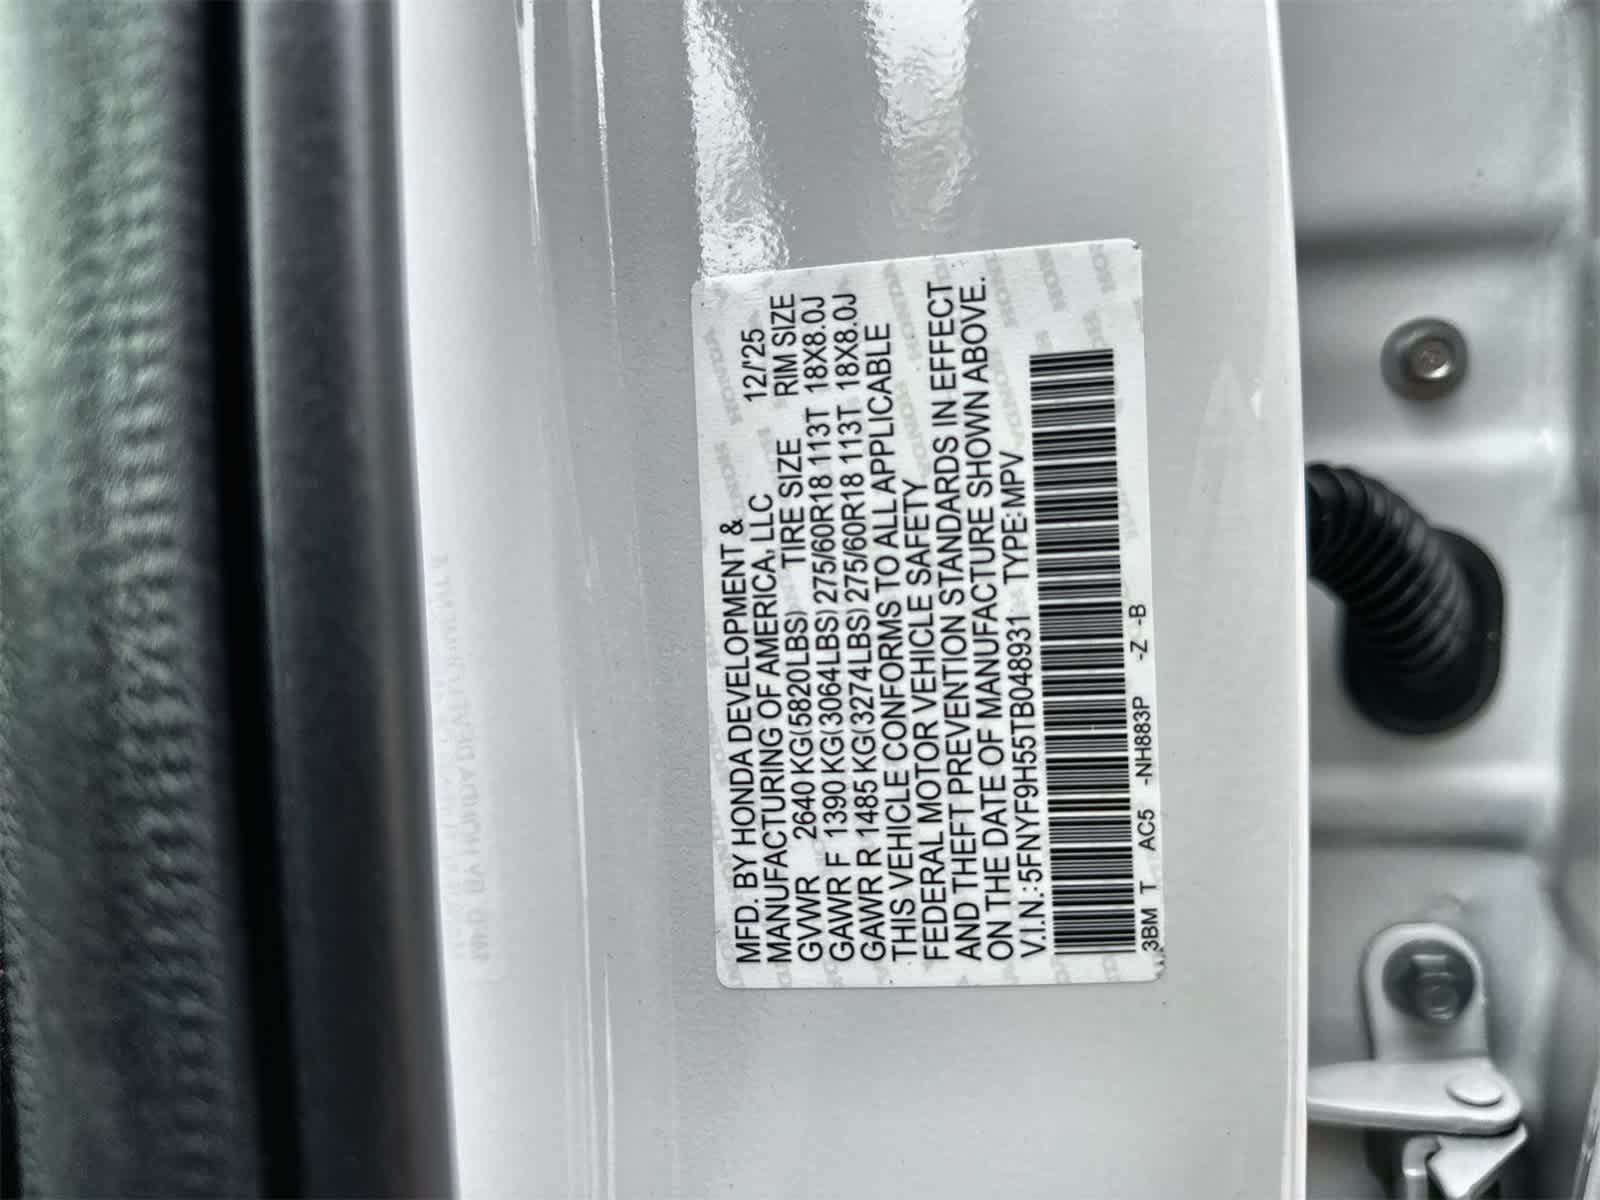 MFD. BY HONDA DEVELOPMENT & 12/'25
MANUFACTURING OF AMERICA, LLC RIM SIZE
GVWR 2640 KG(5820LBS) TIRE SIZE 18X8.0J
GAWR F 1390 KG(3064LBS) 275/60R18 113T 18X8.0J
GAWR R 1485 KG(3274LBS) 275/60R18 113T
THIS VEHICLE CONFORMS TO ALL APPLICABLE
FEDERAL MOTOR VEHICLE SAFETY
AND THEFT PREVENTION STANDARDS IN EFFECT
ON THE DATE OF MANUFACTURE SHOWN ABOVE.
V.I.N.: 5FNYF9H55TB048931 TYPE: MPV
3BM T AC5 -NH883P -Z -B